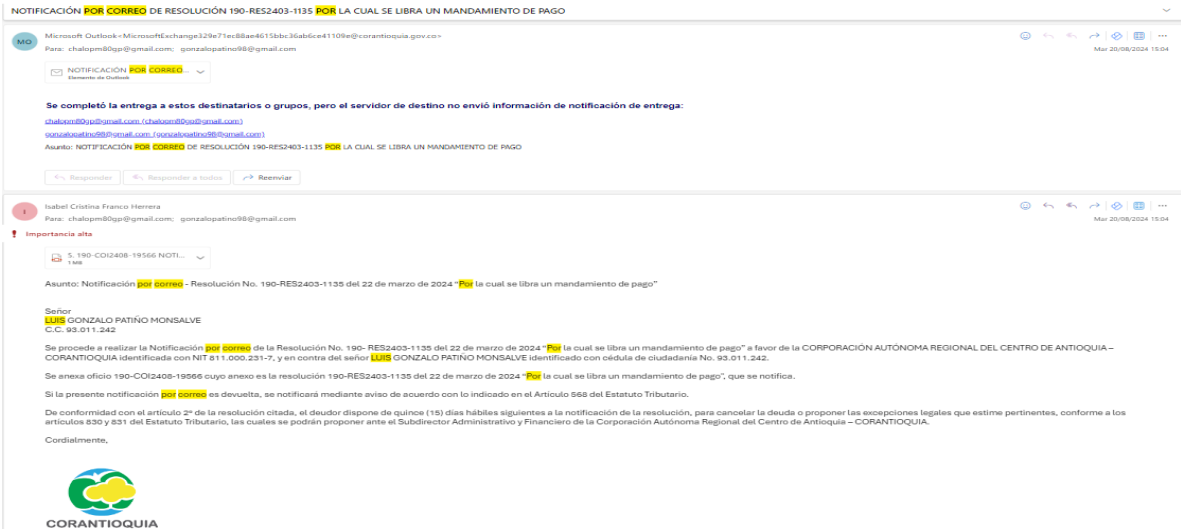 NOTIFICACIÓN POR CORREO DE RESOLUCIÓN 190-RES2403-1135 POR LA CUAL SE LIBRA UN MANDAMIENTO DE PAGO
MO
Microsoft Outlook<MicrosoftExchange329e71ec88ae4615bbc36ab6ce41109e@corantioquia.gov.co>
Para: chalopm80gp@gmail.com; gonzalopatino98@gmail.com
Mar 20/08/2024 15:04
NOTIFICACIÓN POR CORREO...
Elemento de Outlook
Se completó la entrega a estos destinatarios o grupos, pero el servidor de destino no envió información de notificación de entrega:
chalopm80gp@gmail.com (chalopm80gp@gmail.com)
gonzalopatino98@gmail.com (gonzalopatino98@gmail.com)
Asunto: NOTIFICACIÓN POR CORREO DE RESOLUCIÓN 190-RES2403-1135 POR LA CUAL SE LIBRA UN MANDAMIENTO DE PAGO
Responder Responder a todos Reenviar
I
Isabel Cristina Franco Herrera
Para: chalopm80gp@gmail.com; gonzalopatino98@gmail.com
Mar 20/08/2024 15:04
Importancia alta
5. 190-COI2408-19566 NOTI...
1 MB
Asunto: Notificación por correo - Resolución No. 190-RES2403-1135 del 22 de marzo de 2024 "Por la cual se libra un mandamiento de pago"
Señor
LUIS GONZALO PATIÑO MONSALVE
C.C. 93.011.242
Se procede a realizar la Notificación por correo de la Resolución No. 190- RES2403-1135 del 22 de marzo de 2024 "Por la cual se libra un mandamiento de pago" a favor de la CORPORACIÓN AUTÓNOMA REGIONAL DEL CENTRO DE ANTIOQUIA –
CORANTIOQUIA identificada con NIT 811.000.231-7, y en contra del señor LUIS GONZALO PATIÑO MONSALVE identificado con cédula de ciudadanía No. 93.011.242.
Se anexa oficio 190-COI2408-19566 cuyo anexo es la resolución 190-RES2403-1135 del 22 de marzo de 2024 "Por la cual se libra un mandamiento de pago", que se notifica.
Si la presente notificación por correo es devuelta, se notificará mediante aviso de acuerdo con lo indicado en el Artículo 568 del Estatuto Tributario.
De conformidad con el artículo 2º de la resolución citada, el deudor dispone de quince (15) días hábiles siguientes a la notificación de la resolución, para cancelar la deuda o proponer las excepciones legales que estime pertinentes, conforme a los
artículos 830 y 831 del Estatuto Tributario, las cuales se podrán proponer ante el Subdirector Administrativo y Financiero de la Corporación Autónoma Regional del Centro de Antioquia – CORANTIOQUIA.
Cordialmente,
CORANTIOQUIA